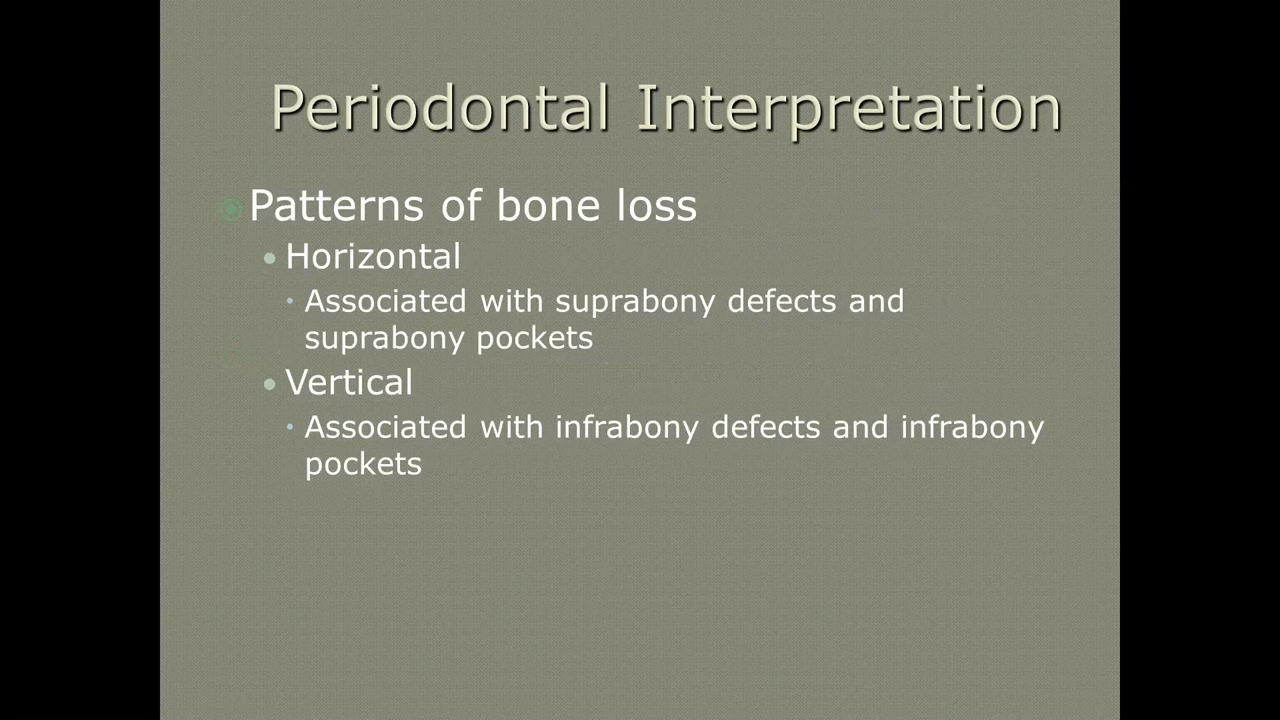 Periodontal Interpretation
Patterns of bone loss
Horizontal
Associated with suprabony defects and
suprabony pockets
Vertical
Associated with infrabony defects and infrabony
pockets